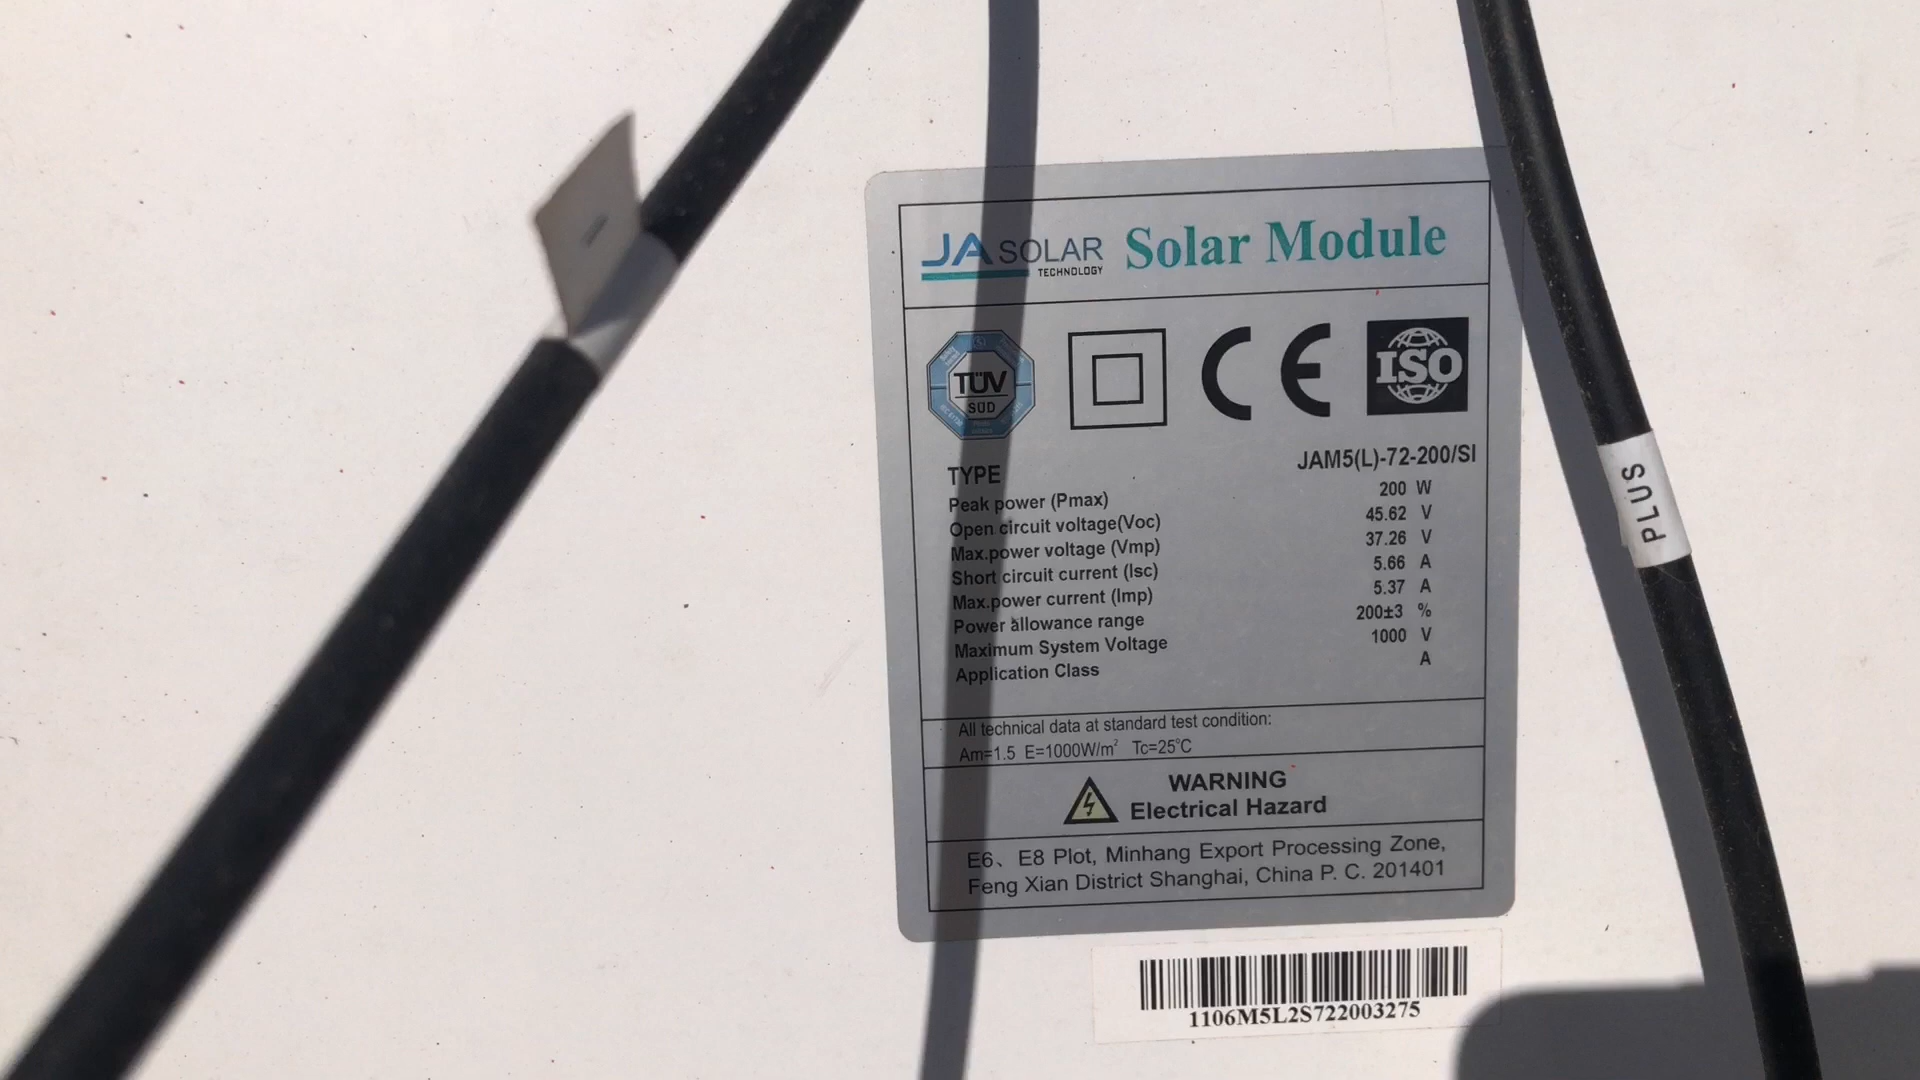 JA SOLAR
TECHNOLOGY
Solar Module
TÜV
SÜD
CE
ISO
TYPE JAM5(L)-72-200/SI
Peak power (Pmax) 200 W
Open circuit voltage(Voc) 45.62 V
Max.power voltage (Vmp) 37.26 V
Short circuit current (Isc) 5.66 A
Max.power current (Imp) 5.37 A
Power allowance range 200±3 %
Maximum System Voltage 1000 V
Application Class A
All technical data at standard test condition:
Am=1.5 E=1000W/m² Tc=25°C
WARNING
Electrical Hazard
E6、 E8 Plot, Minhang Export Processing Zone,
Feng Xian District Shanghai, China P. C. 201401
1106M5L2S722003275
PLUS